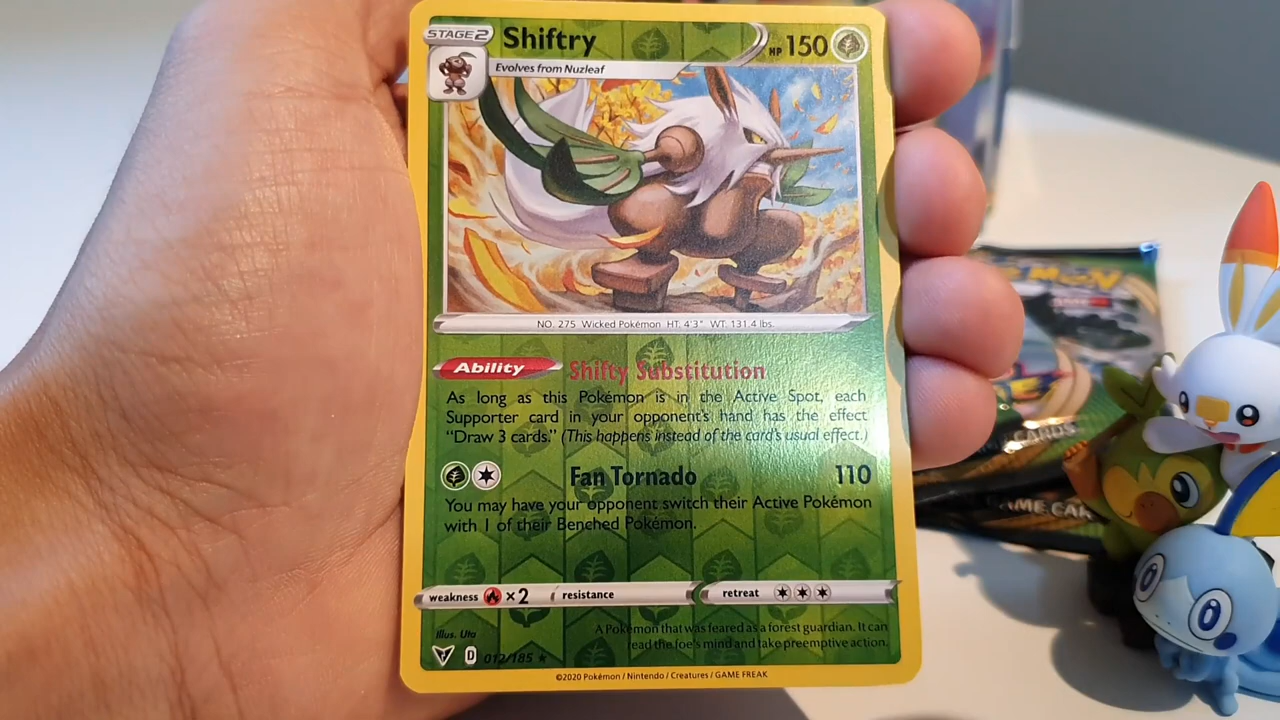 STAGE 2
Shiftry
HP 150
Evolves from Nuzleaf
NO. 275 Wicked Pokémon HT: 4'3" WT: 131.4 lbs.
Ability Shifty Substitution
As long as this Pokémon is in the Active Spot, each
Supporter card in your opponent's hand has the effect
“Draw 3 cards.” (This happens instead of the card's usual effect.)
Fan Tornado 110
You may have your opponent switch their Active Pokémon
with 1 of their Benched Pokémon.
weakness ×2 resistance retreat
A Pokémon that was feared as a forest guardian. It can
read the foe's mind and take preemptive action.
Illus. Uta
D 012/185 ★
©2020 Pokémon / Nintendo / Creatures / GAME FREAK
CARDS
GAME CAR